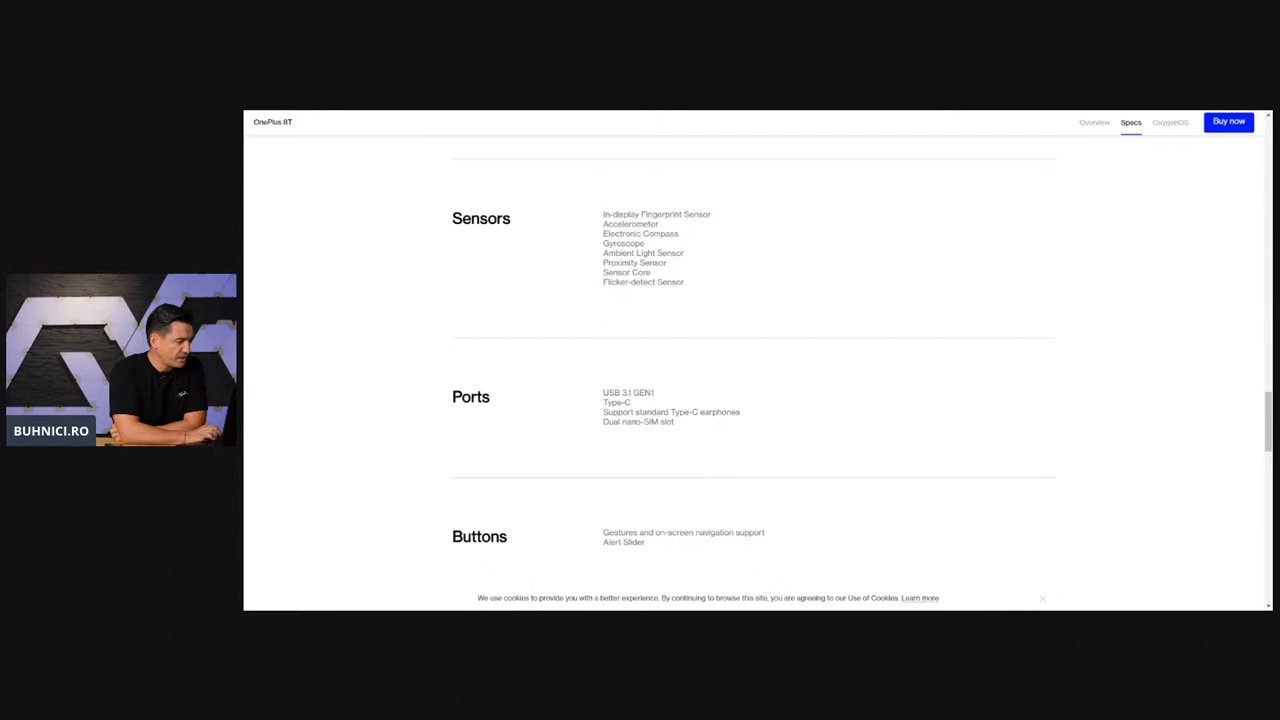 OnePlus 8T
Overview
Specs
OxygenOS
Buy now
Sensors
In-display Fingerprint Sensor
Accelerometer
Electronic Compass
Gyroscope
Ambient Light Sensor
Proximity Sensor
Sensor Core
Flicker-detect Sensor
BUHNICI.RO
Ports
USB 3.1 GEN1
Type-C
Support standard Type-C earphones
Dual nano-SIM slot
Buttons
Gestures and on-screen navigation support
Alert Slider
We use cookies to provide you with a better experience. By continuing to browse this site, you are agreeing to our Use of Cookies. Learn more